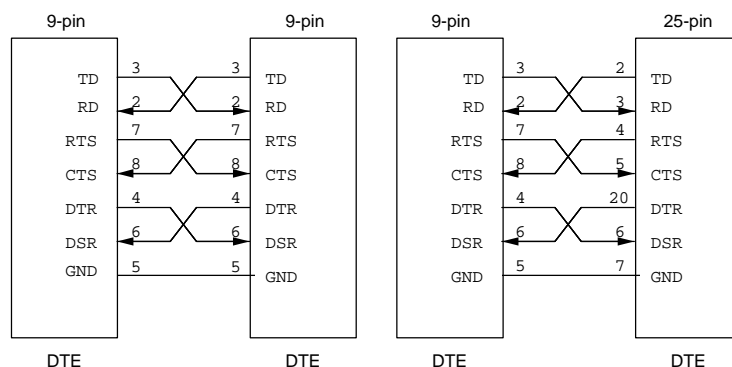 9-pin 9-pin 9-pin 25-pin
TD 3 3 TD TD 3 2 TD
RD 2 2 RD RD 2 3 RD
RTS 7 7 RTS RTS 7 4 RTS
CTS 8 8 CTS CTS 8 5 CTS
DTR 4 4 DTR DTR 4 20 DTR
DSR 6 6 DSR DSR 6 6 DSR
GND 5 5 GND GND 5 7 GND
DTE DTE DTE DTE